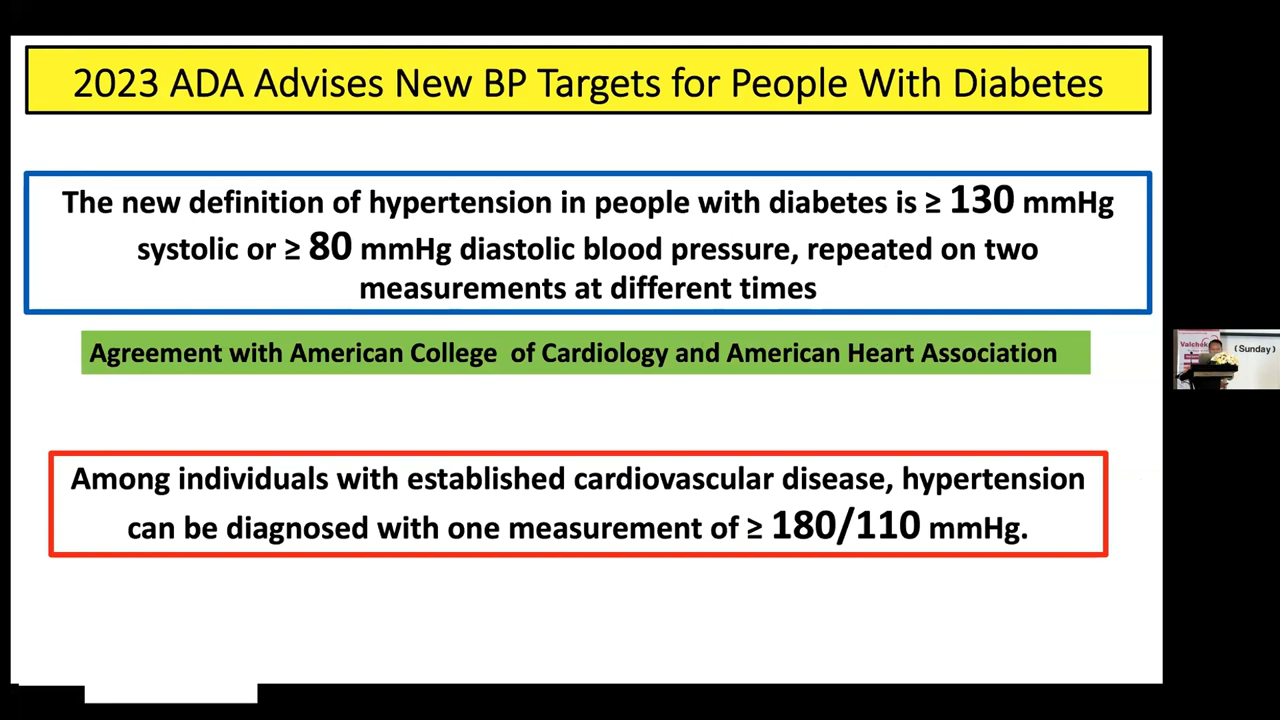 2023 ADA Advises New BP Targets for People With Diabetes
The new definition of hypertension in people with diabetes is ≥ 130 mmHg
systolic or ≥ 80 mmHg diastolic blood pressure, repeated on two
measurements at different times
Agreement with American College of Cardiology and American Heart Association
Among individuals with established cardiovascular disease, hypertension
can be diagnosed with one measurement of ≥ 180/110 mmHg.
(Sunday)